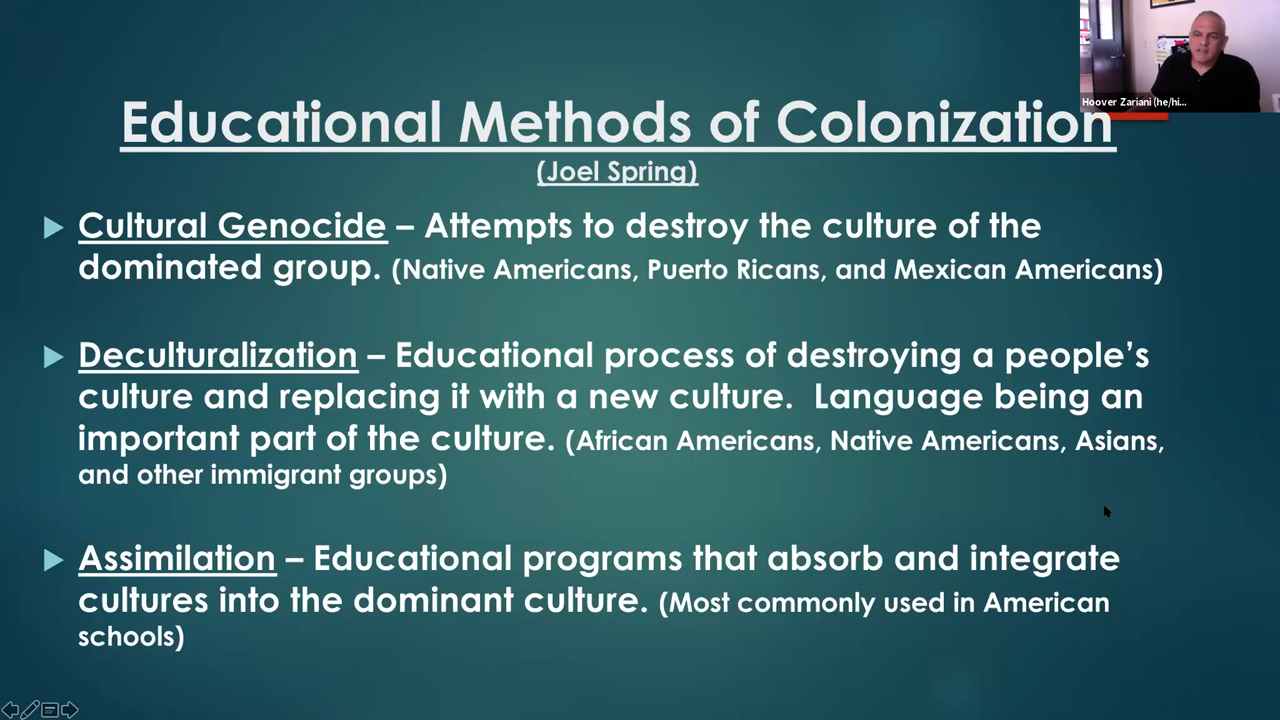 Hoover Zariani (he/hi...
Educational Methods of Colonization
(Joel Spring)
Cultural Genocide – Attempts to destroy the culture of the
dominated group. (Native Americans, Puerto Ricans, and Mexican Americans)
Deculturalization – Educational process of destroying a people’s
culture and replacing it with a new culture. Language being an
important part of the culture. (African Americans, Native Americans, Asians,
and other immigrant groups)
Assimilation – Educational programs that absorb and integrate
cultures into the dominant culture. (Most commonly used in American
schools)